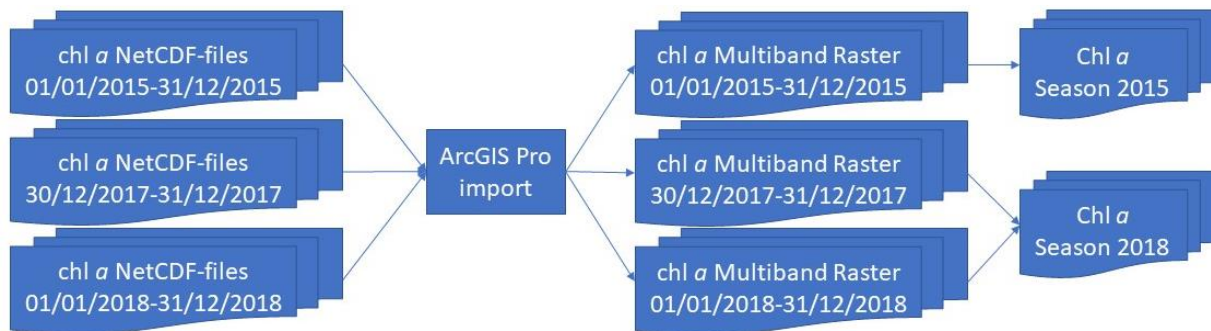 chl a NetCDF-files
01/01/2015-31/12/2015
chl a NetCDF-files
30/12/2017-31/12/2017
chl a NetCDF-files
01/01/2018-31/12/2018
ArcGIS Pro
import
chl a Multiband Raster
01/01/2015-31/12/2015
chl a Multiband Raster
30/12/2017-31/12/2017
chl a Multiband Raster
01/01/2018-31/12/2018
Chl a
Season 2015
Chl a
Season 2018